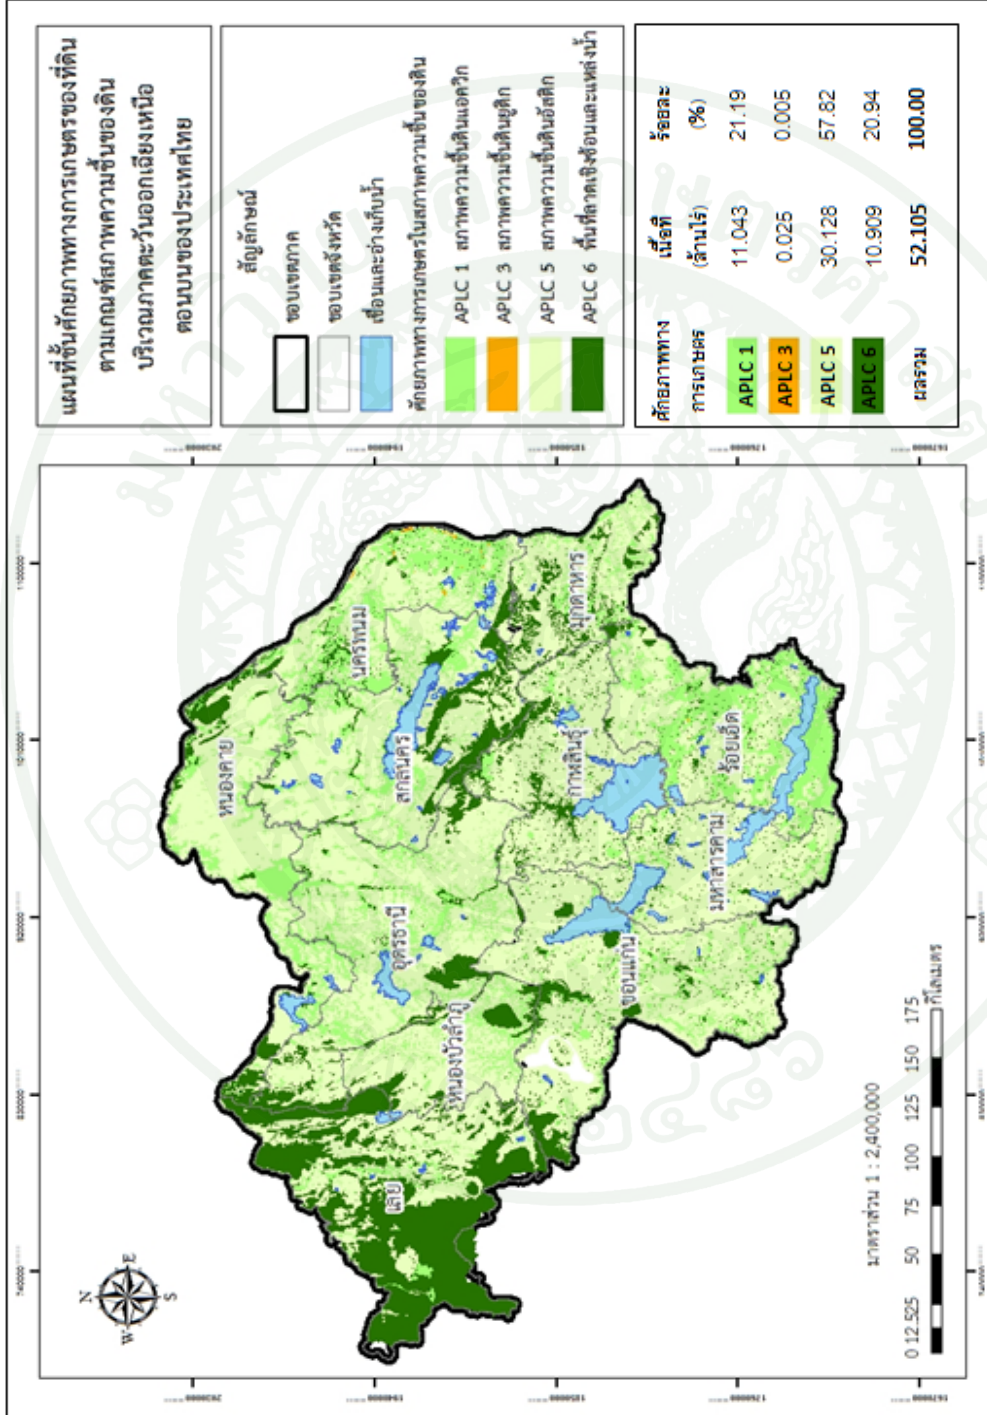 แผนที่ชั้นศักยภาพทางการเกษตรของที่ดิน
ตามเกณฑ์สภาพความชื้นของดิน
บริเวณภาคตะวันออกเฉียงเหนือ
ตอนบนของประเทศไทย
สัญลักษณ์
ขอบเขตภาค
ขอบเขตจังหวัด
เขื่อนและอ่างเก็บน้ำ
ศักยภาพทางการเกษตรในสภาพความชื้นของดิน
APLC 1 สภาพความชื้นดินแอควิก
APLC 3 สภาพความชื้นดินยูดิก
APLC 5 สภาพความชื้นดินอัสติก
APLC 6 พื้นที่ลาดเชิงซ้อนและแหล่งน้ำ
ศักยภาพทาง เนื้อที่ ร้อยละ
การเกษตร (ล้านไร่) (%)
APLC 1 11.043 21.19
APLC 3 0.025 0.005
APLC 5 30.128 57.82
APLC 6 10.909 20.94
ผลรวม 52.105 100.00
N
W E
S
หนองคาย
นครพนม
สกลนคร
อุดรธานี
เลย
หนองบัวลำภู
มุกดาหาร
กาฬสินธุ์
ขอนแก่น
ร้อยเอ็ด
มหาสารคาม
มาตราส่วน 1 : 2,400,000
0 12.525 50 75 100 125 150 175
กิโลเมตร